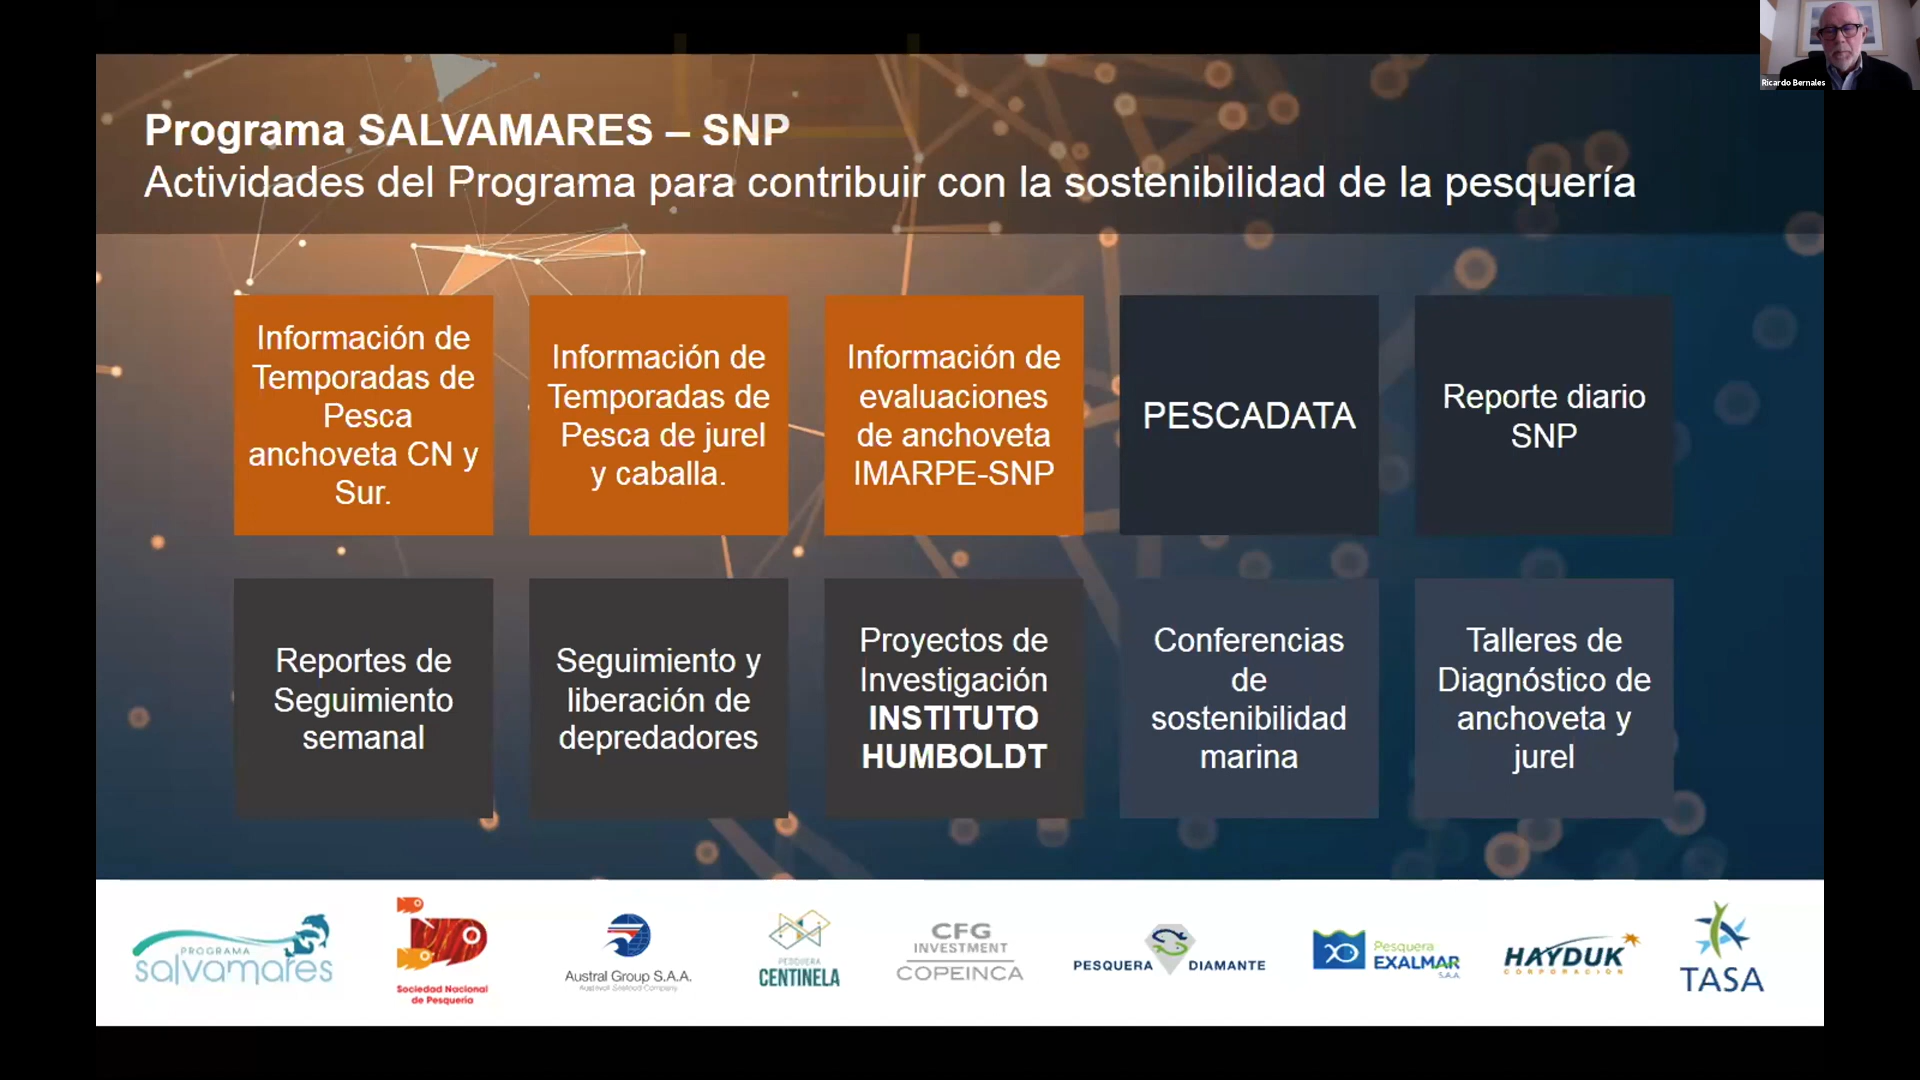 Ricardo Bernales
Programa SALVAMARES – SNP
Actividades del Programa para contribuir con la sostenibilidad de la pesquería
Información de
Temporadas de
Pesca
anchoveta CN y
Sur.
Información de
Temporadas de
Pesca de jurel
y caballa.
Información de
evaluaciones
de anchoveta
IMARPE-SNP
PESCADATA
Reporte diario
SNP
Reportes de
Seguimiento
semanal
Seguimiento y
liberación de
depredadores
Proyectos de
Investigación
INSTITUTO
HUMBOLDT
Conferencias
de
sostenibilidad
marina
Talleres de
Diagnóstico de
anchoveta y
jurel
PROGRAMA
salvamares
Sociedad Nacional
de Pesquería
Austral Group S.A.A.
Austevoll Seafood Company
PESQUERA
CENTINELA
CFG
INVESTMENT
COPEINCA
PESQUERA DIAMANTE
Pesquera
EXALMAR
S.A.A.
HAYDUK
CORPORACIÓN
TASA